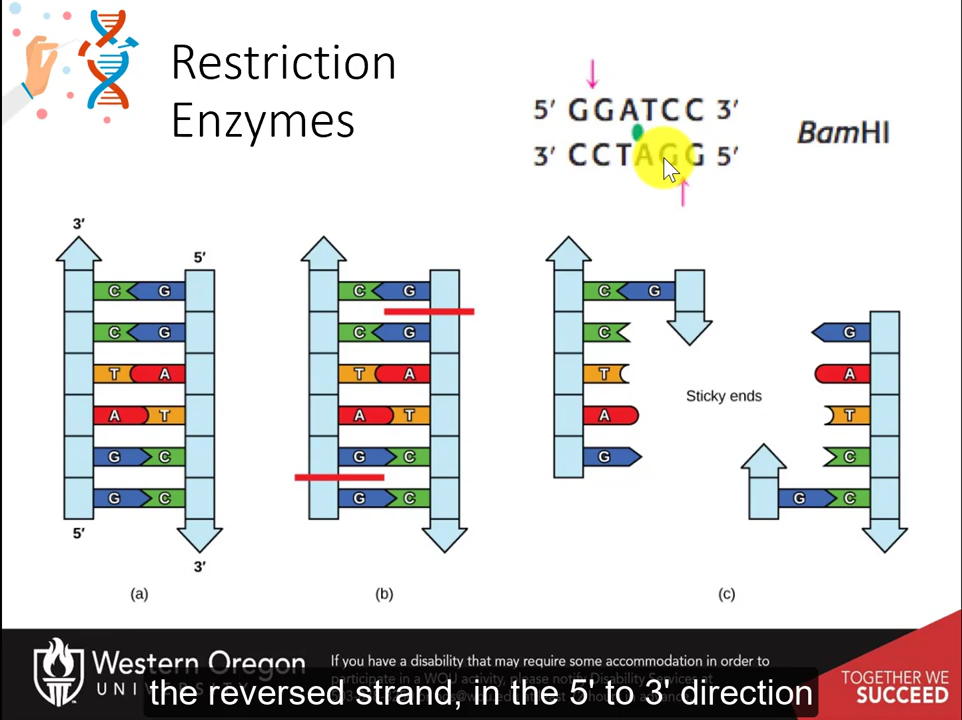 Restriction
Enzymes
5′ GGATCC 3′
3′ CCTAGG 5′
BamHI
3′
5′
C G
C G
T A
A T
G C
G C
5′
3′
(a)
C G
C G
T A
A T
G C
G C
(b)
C G
C
T
A
G
Sticky ends
G
A
T
C
G C
(c)
Western Oregon
UNIVERSITY
If you have a disability that may require some accommodation in order to
participate in a WOU activity, please notify Disability Services at
TOGETHER WE
SUCCEED
the reversed strand, in the 5' to 3' direction